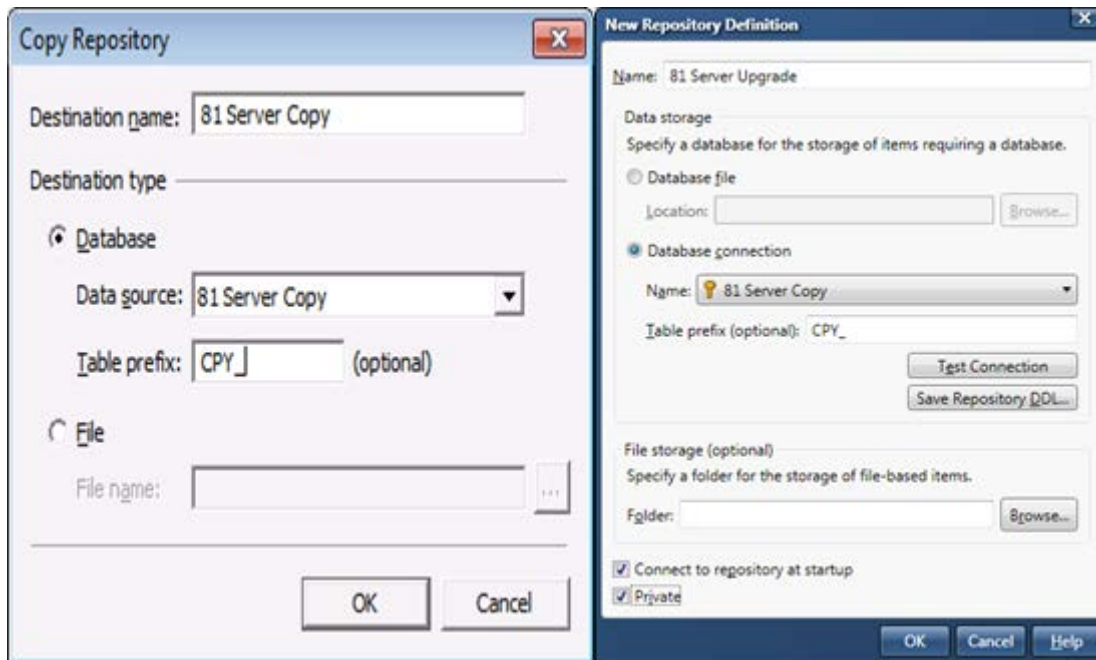 Copy Repository
Destination name: 81 Server Copy
Destination type
Database
Data source: 81 Server Copy
Table prefix: CPY_ (optional)
File
File name: ...
OK Cancel
New Repository Definition
Name: 81 Server Upgrade
Data storage
Specify a database for the storage of items requiring a database.
Database file
Location: Browse...
Database connection
Name: 81 Server Copy
Table prefix (optional): CPY_
Test Connection
Save Repository DDL...
File storage (optional)
Specify a folder for the storage of file-based items.
Folder: Browse...
Connect to repository at startup
Private
OK Cancel Help